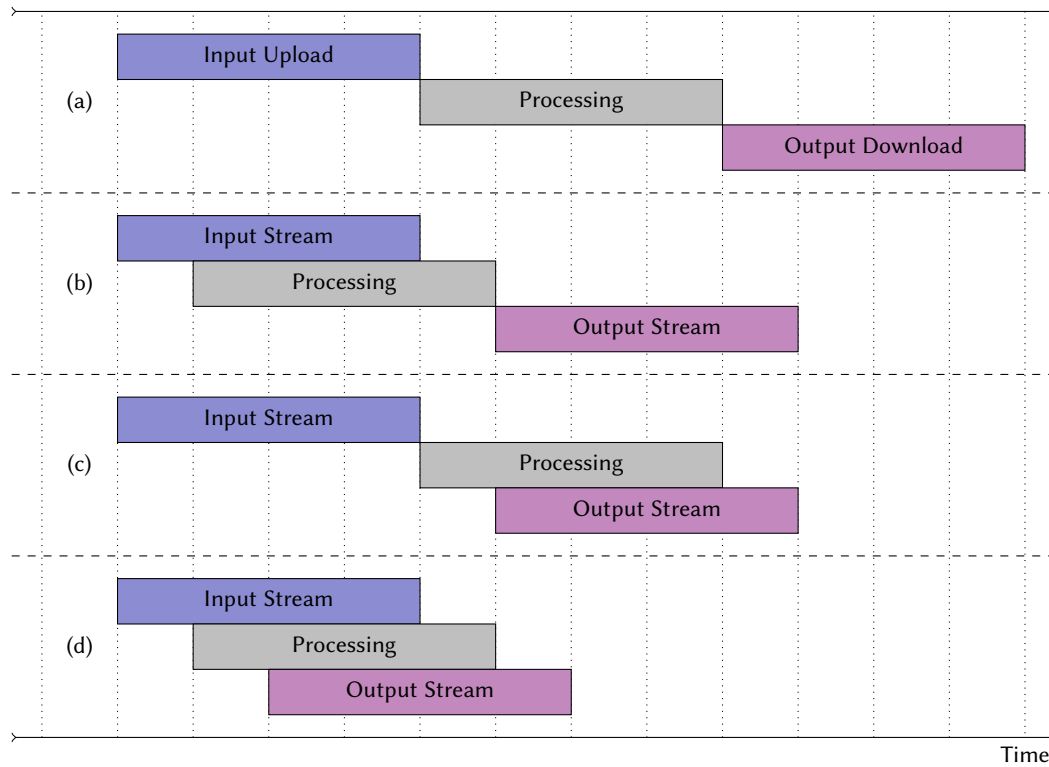 Input Upload
(a)
Processing
Output Download
Input Stream
(b)
Processing
Output Stream
Input Stream
(c)
Processing
Output Stream
Input Stream
(d)
Processing
Output Stream
Time